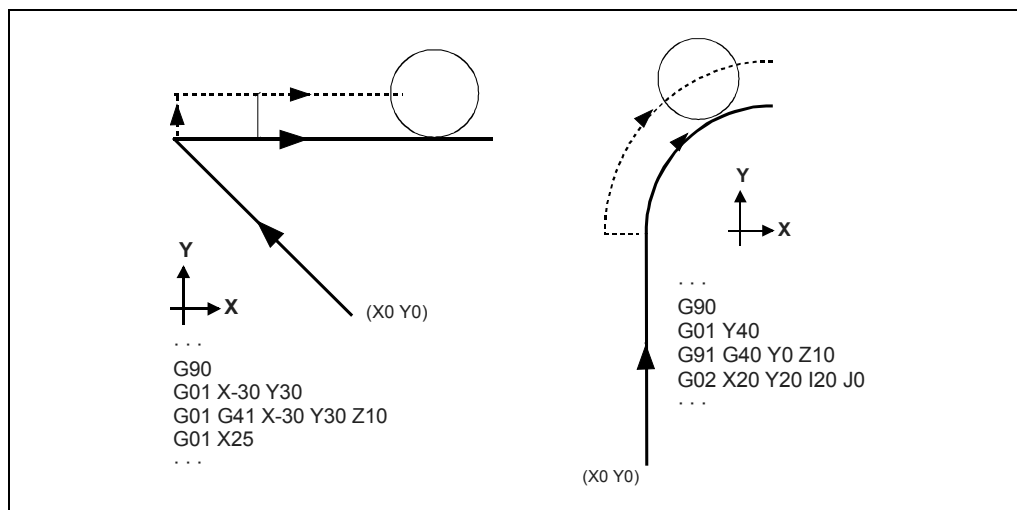 Y
X
(X0 Y0)
. . .
G90
G01 X-30 Y30
G01 G41 X-30 Y30 Z10
G01 X25
. . .
Y
X
. . .
G90
G01 Y40
G91 G40 Y0 Z10
G02 X20 Y20 I20 J0
. . .
(X0 Y0)